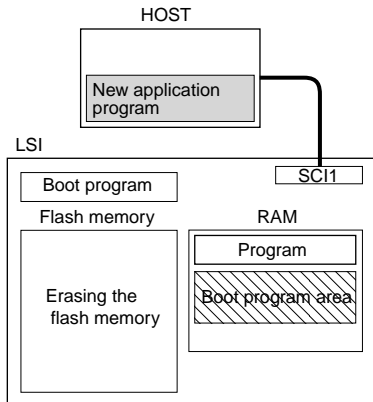 HOST
New application
program
LSI
SCI1
Boot program
Flash memory
RAM
Program
Boot program area
Erasing the
flash memory